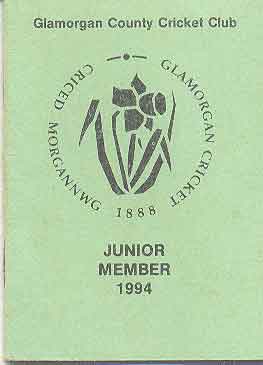 Glamorgan County Cricket Club
CRICED MORGANNWG
GLAMORGAN CRICKET
1888
JUNIOR
MEMBER
1994